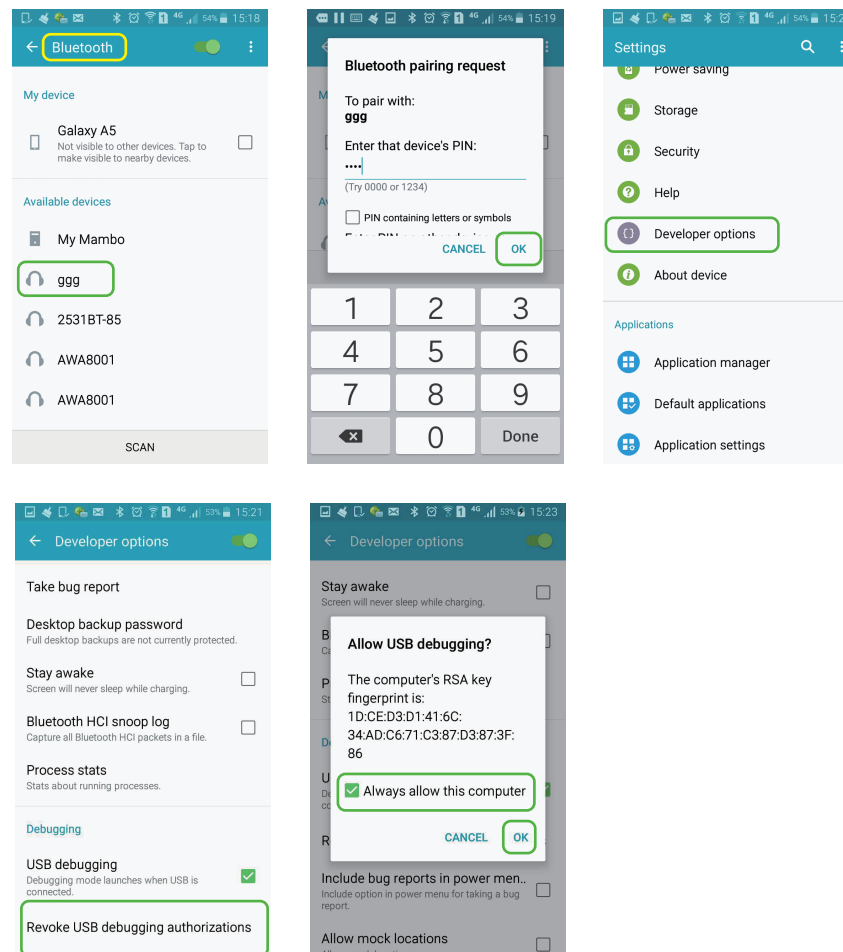 4G 54% 15:18
Bluetooth
My device
Galaxy A5
Not visible to other devices. Tap to
make visible to nearby devices.
Available devices
My Mambo
ggg
2531BT-85
AWA8001
AWA8001
SCAN
4G 54% 15:19
Bluetooth pairing request
To pair with:
ggg
Enter that device's PIN:
••••
(Try 0000 or 1234)
PIN containing letters or symbols
CANCEL OK
1 2 3
4 5 6
7 8 9
0 Done
4G 54%
Settings
Power saving
Storage
Security
Help
Developer options
About device
Applications
Application manager
Default applications
Application settings
4G 53% 15:21
Developer options
Take bug report
Desktop backup password
Full desktop backups are not currently protected.
Stay awake
Screen will never sleep while charging.
Bluetooth HCI snoop log
Capture all Bluetooth HCI packets in a file.
Process stats
Stats about running processes.
Debugging
USB debugging
Debugging mode launches when USB is
connected.
Revoke USB debugging authorizations
4G 53% 15:23
Developer options
Stay awake
Screen will never sleep while charging.
Allow USB debugging?
The computer's RSA key
fingerprint is:
1D:CE:D3:D1:41:6C:
34:AD:C6:71:C3:87:D3:87:3F:
86
Always allow this computer
CANCEL OK
Include bug reports in power men..
Include option in power menu for taking a bug
report.
Allow mock locations